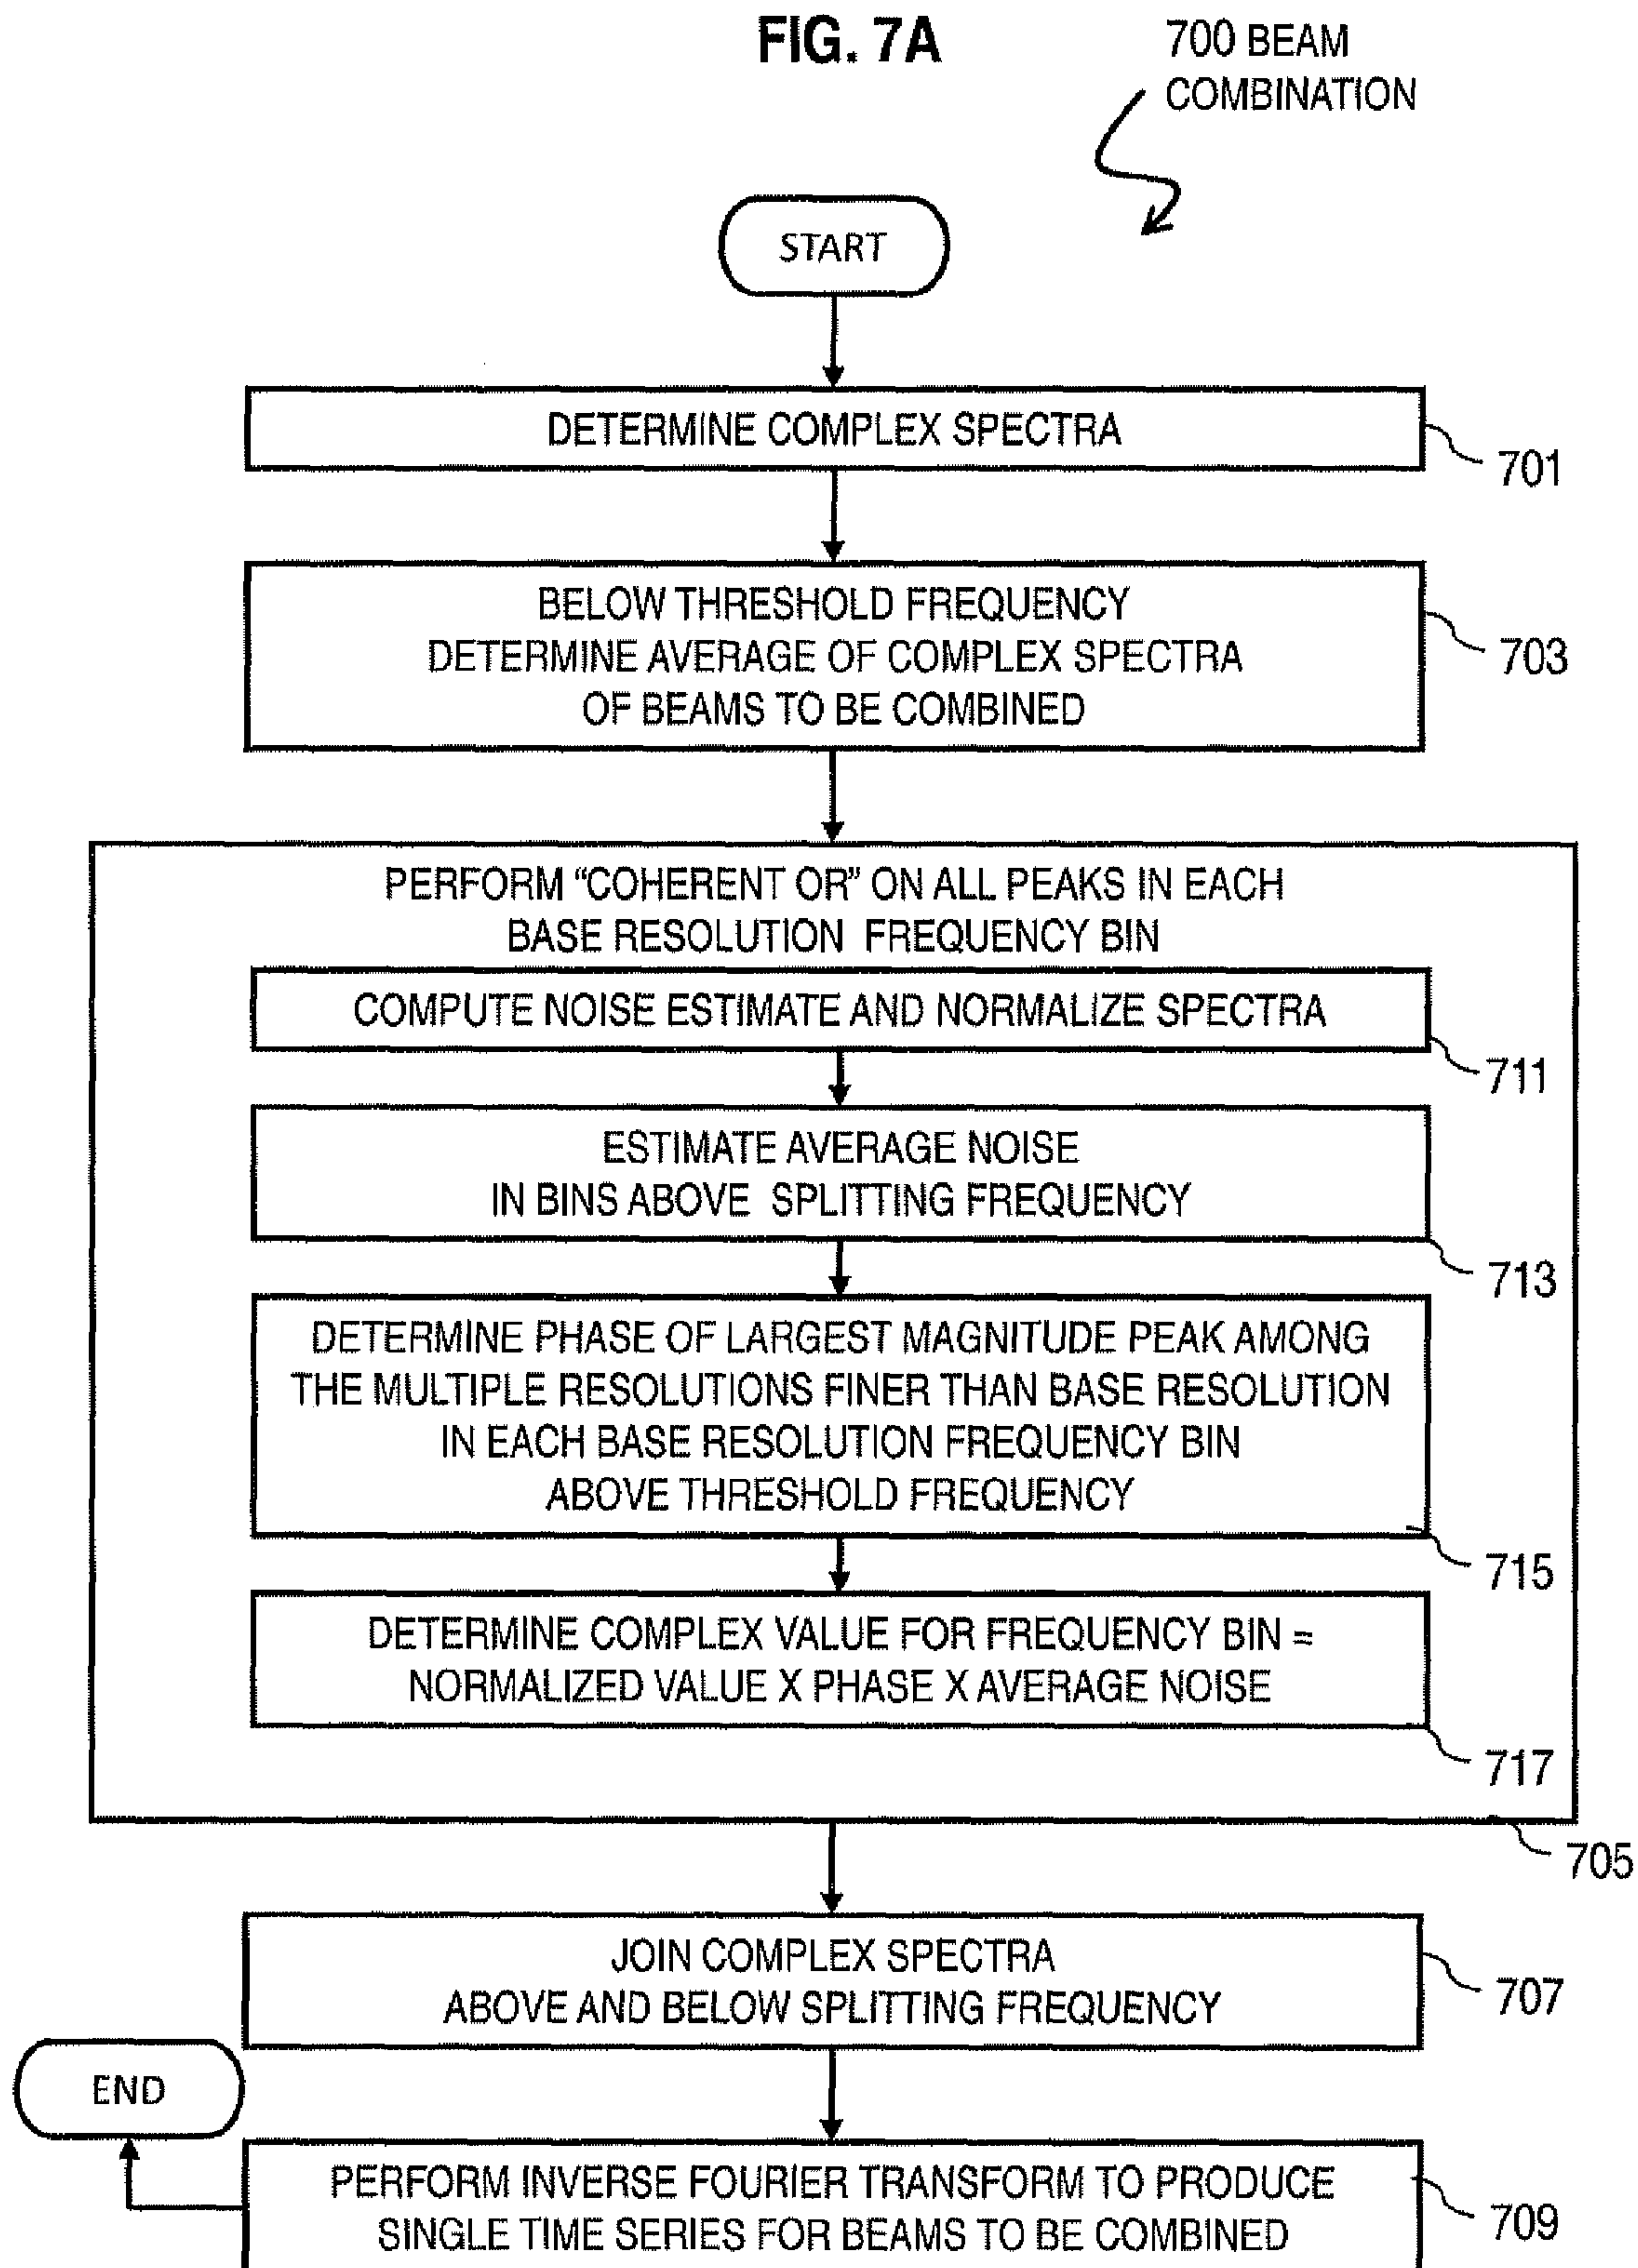 FIG. 7A
700 BEAM
COMBINATION
START
DETERMINE COMPLEX SPECTRA
701
BELOW THRESHOLD FREQUENCY
DETERMINE AVERAGE OF COMPLEX SPECTRA
OF BEAMS TO BE COMBINED
703
PERFORM “COHERENT OR” ON ALL PEAKS IN EACH
BASE RESOLUTION FREQUENCY BIN
COMPUTE NOISE ESTIMATE AND NORMALIZE SPECTRA
711
ESTIMATE AVERAGE NOISE
IN BINS ABOVE SPLITTING FREQUENCY
713
DETERMINE PHASE OF LARGEST MAGNITUDE PEAK AMONG
THE MULTIPLE RESOLUTIONS FINER THAN BASE RESOLUTION
IN EACH BASE RESOLUTION FREQUENCY BIN
ABOVE THRESHOLD FREQUENCY
715
DETERMINE COMPLEX VALUE FOR FREQUENCY BIN =
NORMALIZED VALUE X PHASE X AVERAGE NOISE
717
705
JOIN COMPLEX SPECTRA
ABOVE AND BELOW SPLITTING FREQUENCY
707
END
PERFORM INVERSE FOURIER TRANSFORM TO PRODUCE
SINGLE TIME SERIES FOR BEAMS TO BE COMBINED
709